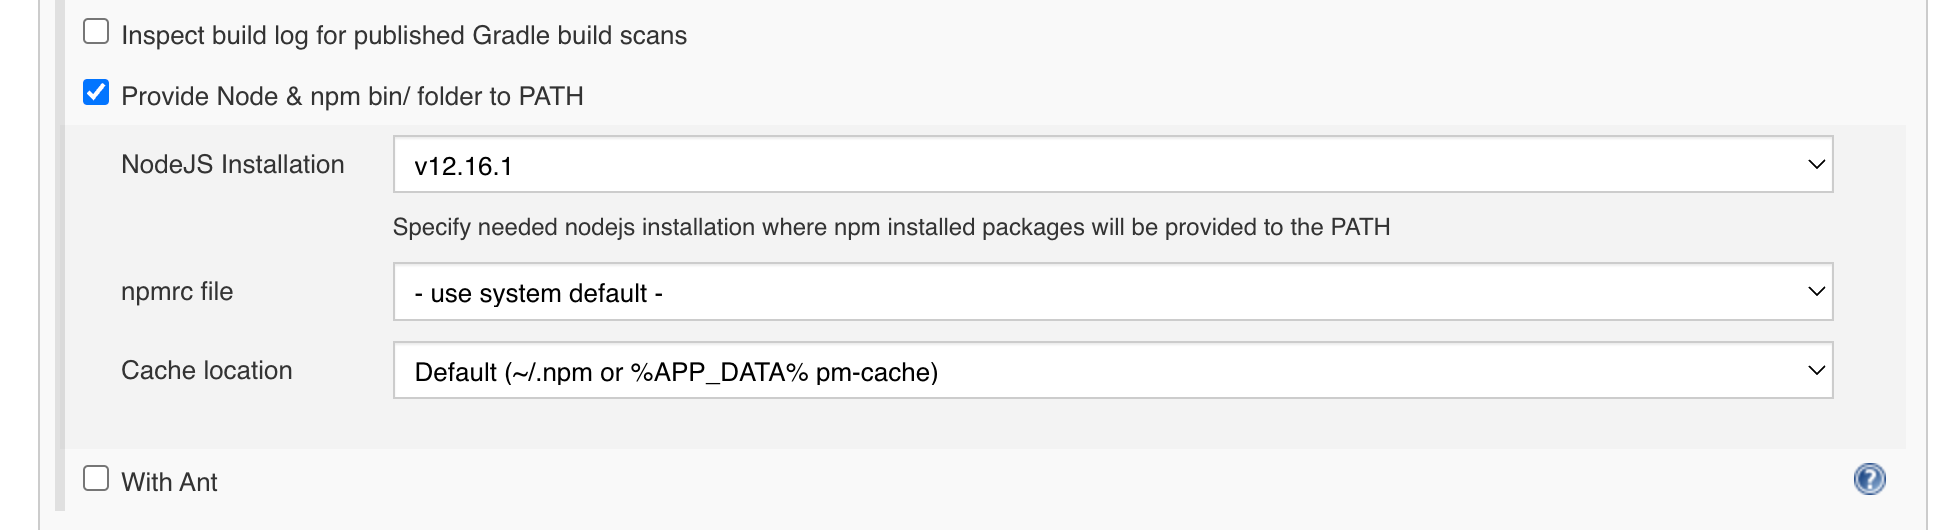 Inspect build log for published Gradle build scans
Provide Node & npm bin/ folder to PATH
NodeJS Installation
v12.16.1
Specify needed nodejs installation where npm installed packages will be provided to the PATH
npmrc file
- use system default -
Cache location
Default (~/.npm or %APP_DATA% pm-cache)
With Ant
?